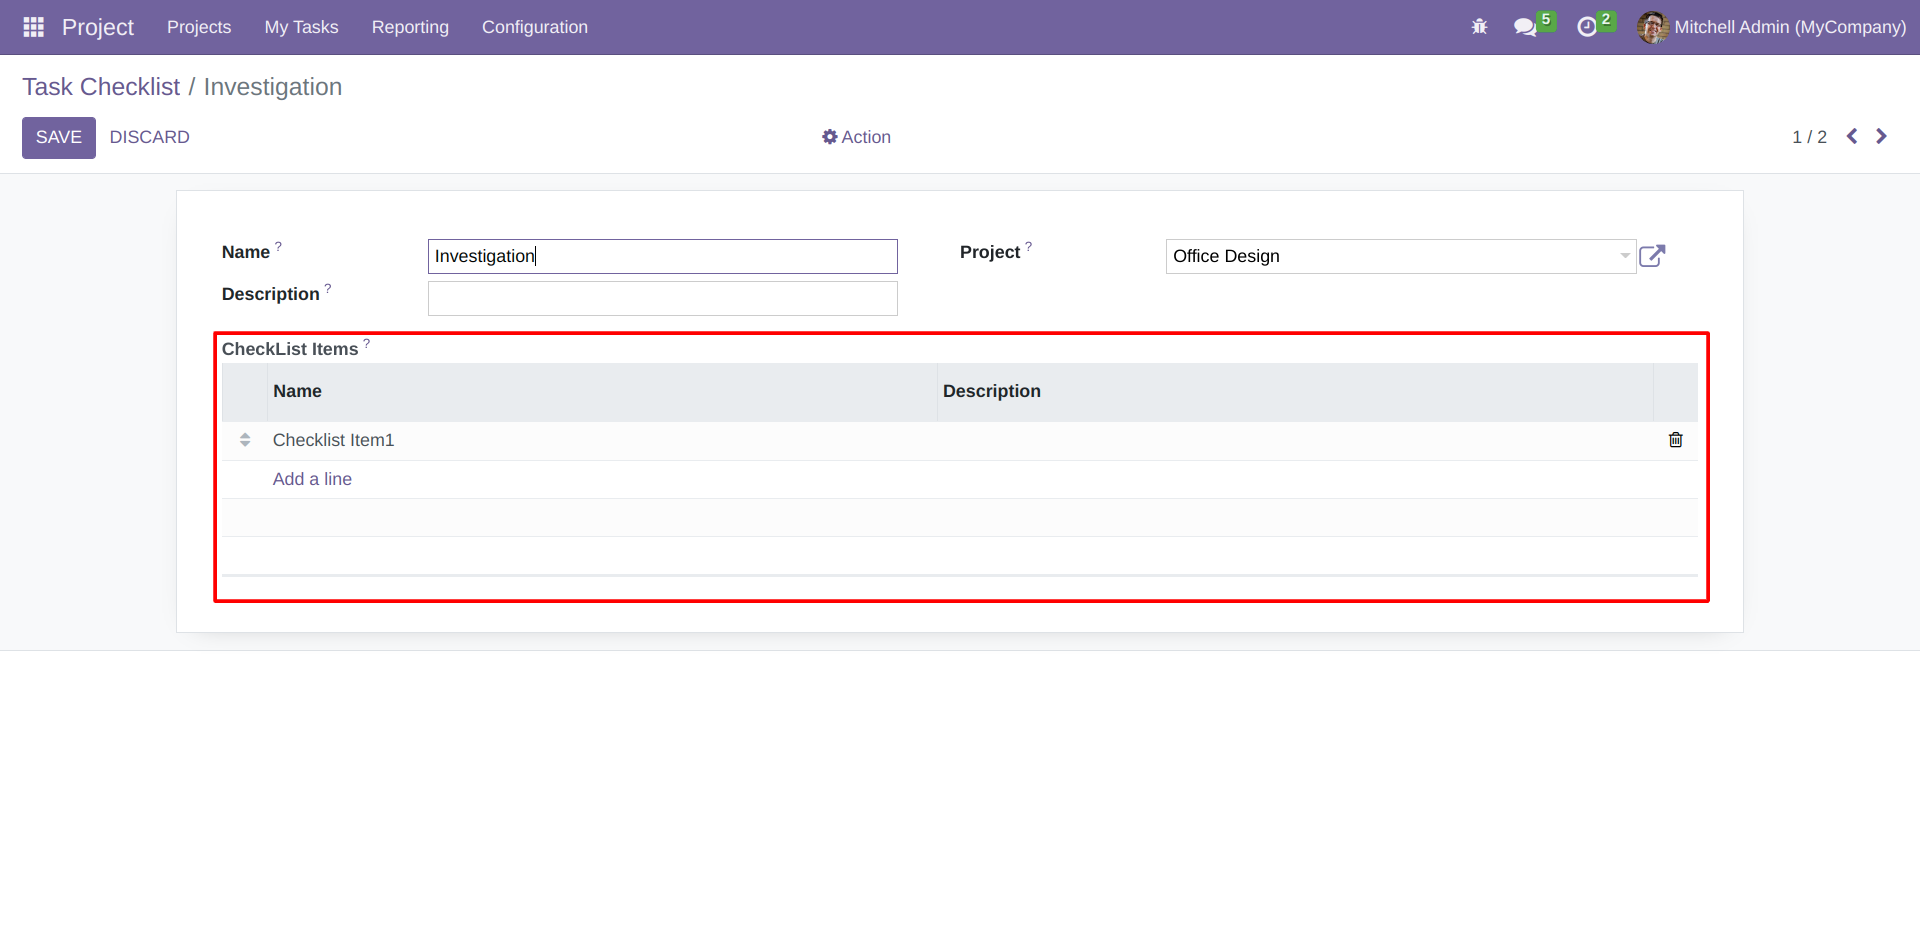 Project Projects My Tasks Reporting Configuration 5 2 Mitchell Admin (MyCompany)
Task Checklist / Investigation
SAVE DISCARD Action 1 / 2
Name ? Investigation Project ? Office Design
Description ?
CheckList Items ?
Name Description
Checklist Item1
Add a line